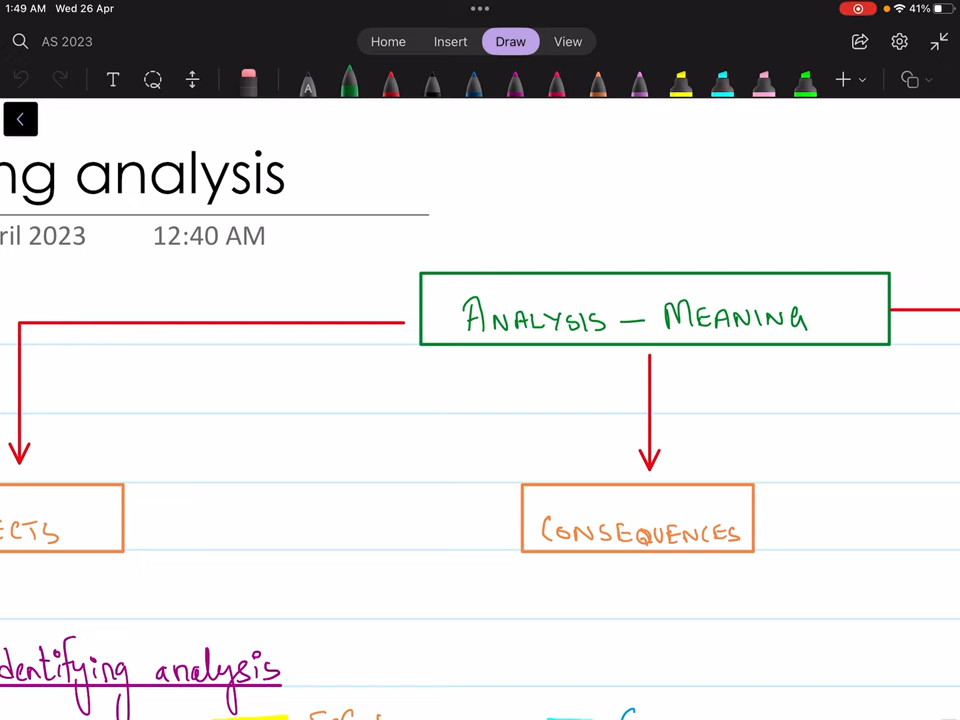 1:49 AM Wed 26 Apr
41%
AS 2023
Home Insert Draw View
T
A
ng analysis
ril 2023 12:40 AM
ANALYSIS — MEANING
ECTS
CONSEQUENCES
dentifying analysis